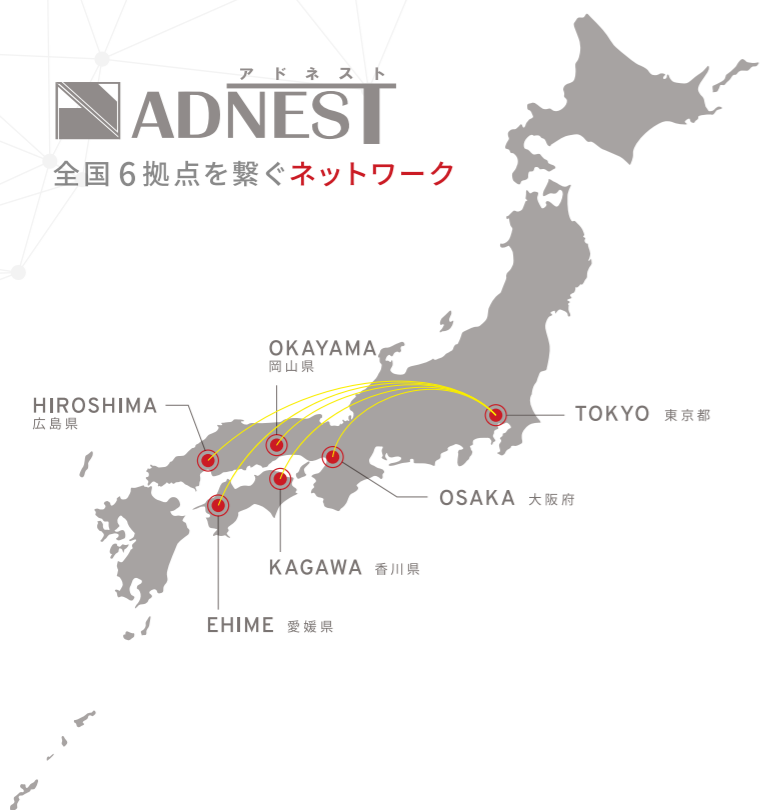 アドネスト
ADNEST
全国6拠点を繋ぐネットワーク
OKAYAMA
岡山県
HIROSHIMA
広島県
TOKYO 東京都
OSAKA 大阪府
KAGAWA 香川県
EHIME 愛媛県